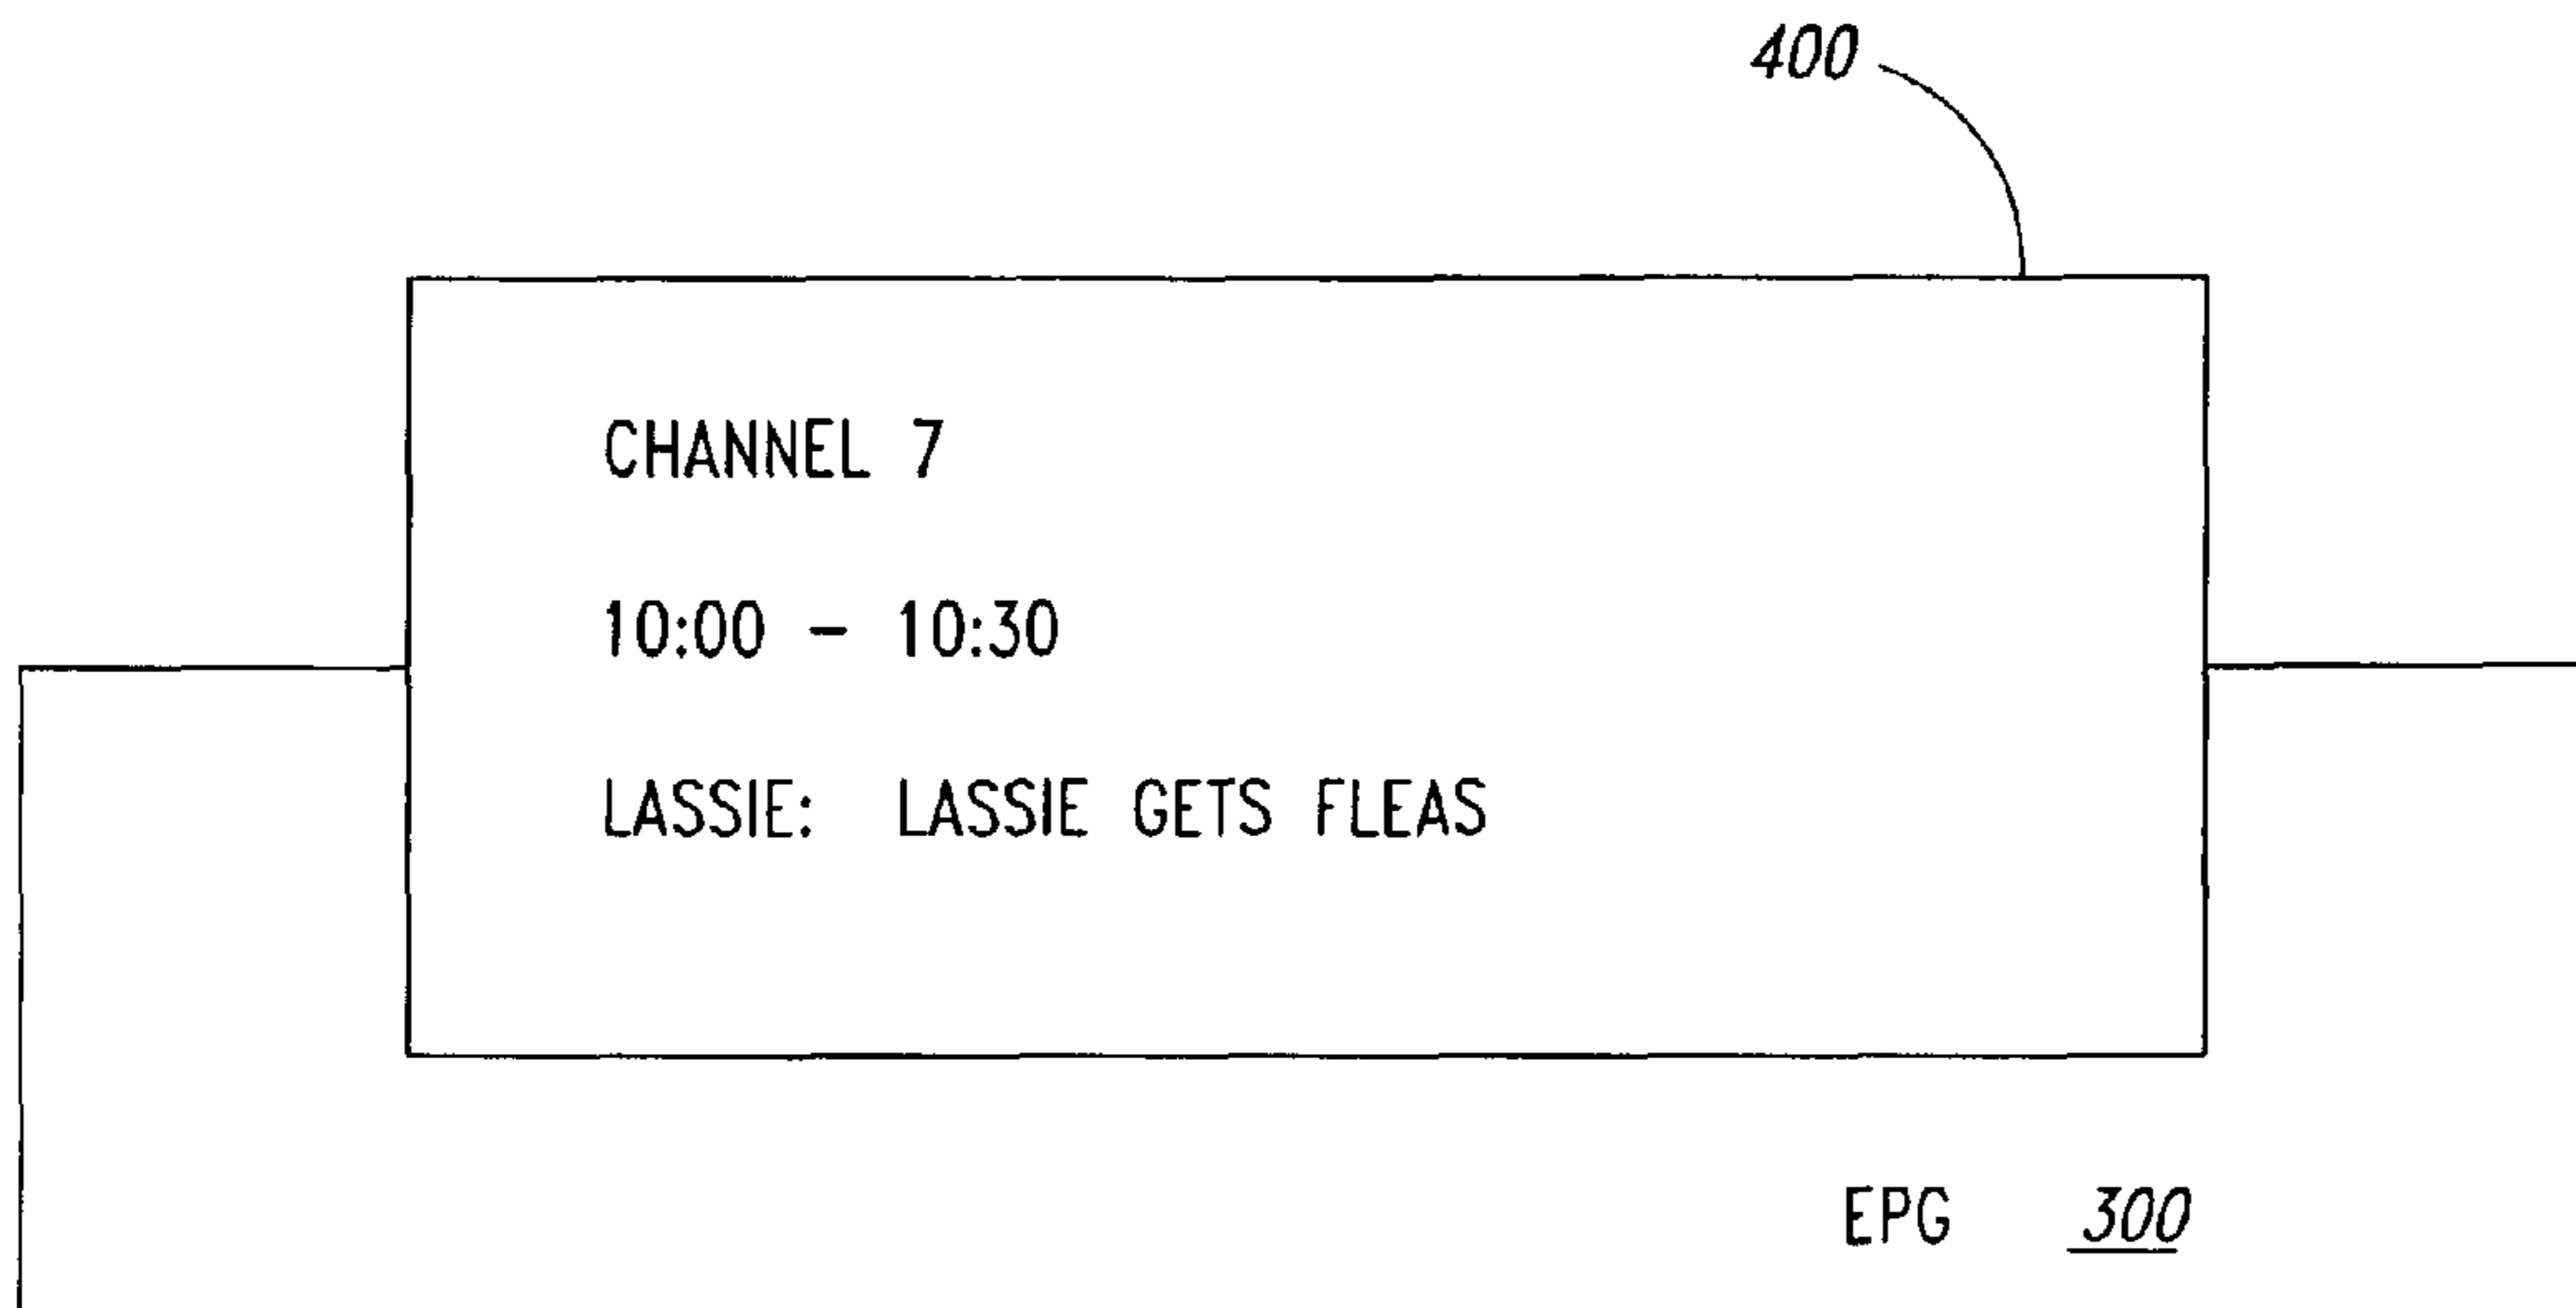 400
CHANNEL 7
10:00 - 10:30
LASSIE: LASSIE GETS FLEAS
EPG 300